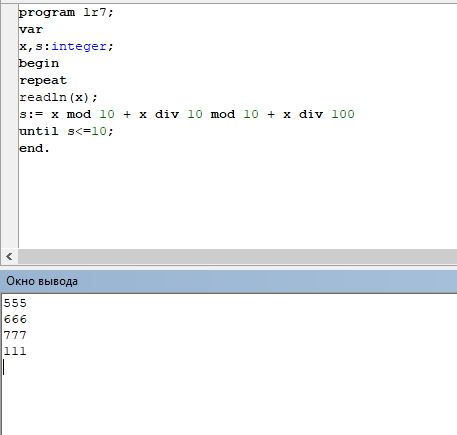 program lr7;
var
x,s:integer;
begin
repeat
readln(x);
s:= x mod 10 + x div 10 mod 10 + x div 100
until s<=10;
end.
Окно вывода
555
666
777
111